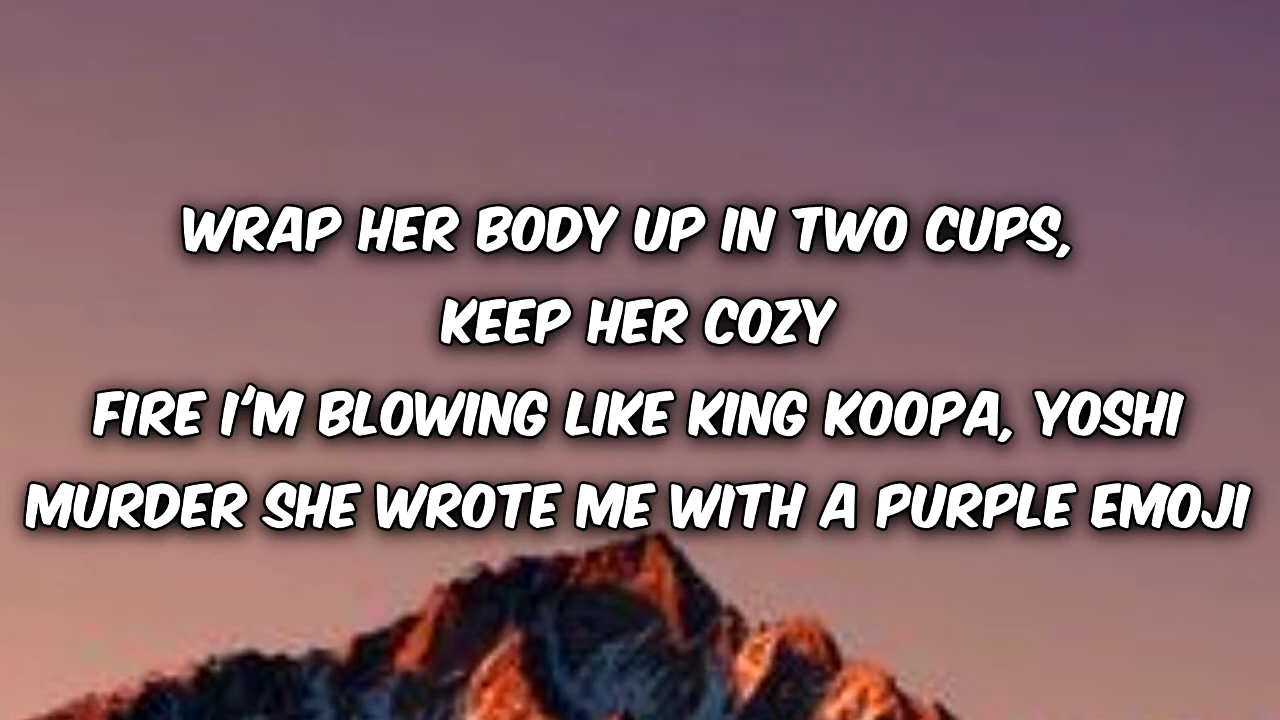 WRAP HER BODY UP IN TWO CUPS,
KEEP HER COZY
FIRE I'M BLOWING LIKE KING KOOPA, YOSHI
MURDER SHE WROTE ME WITH A PURPLE EMOJI